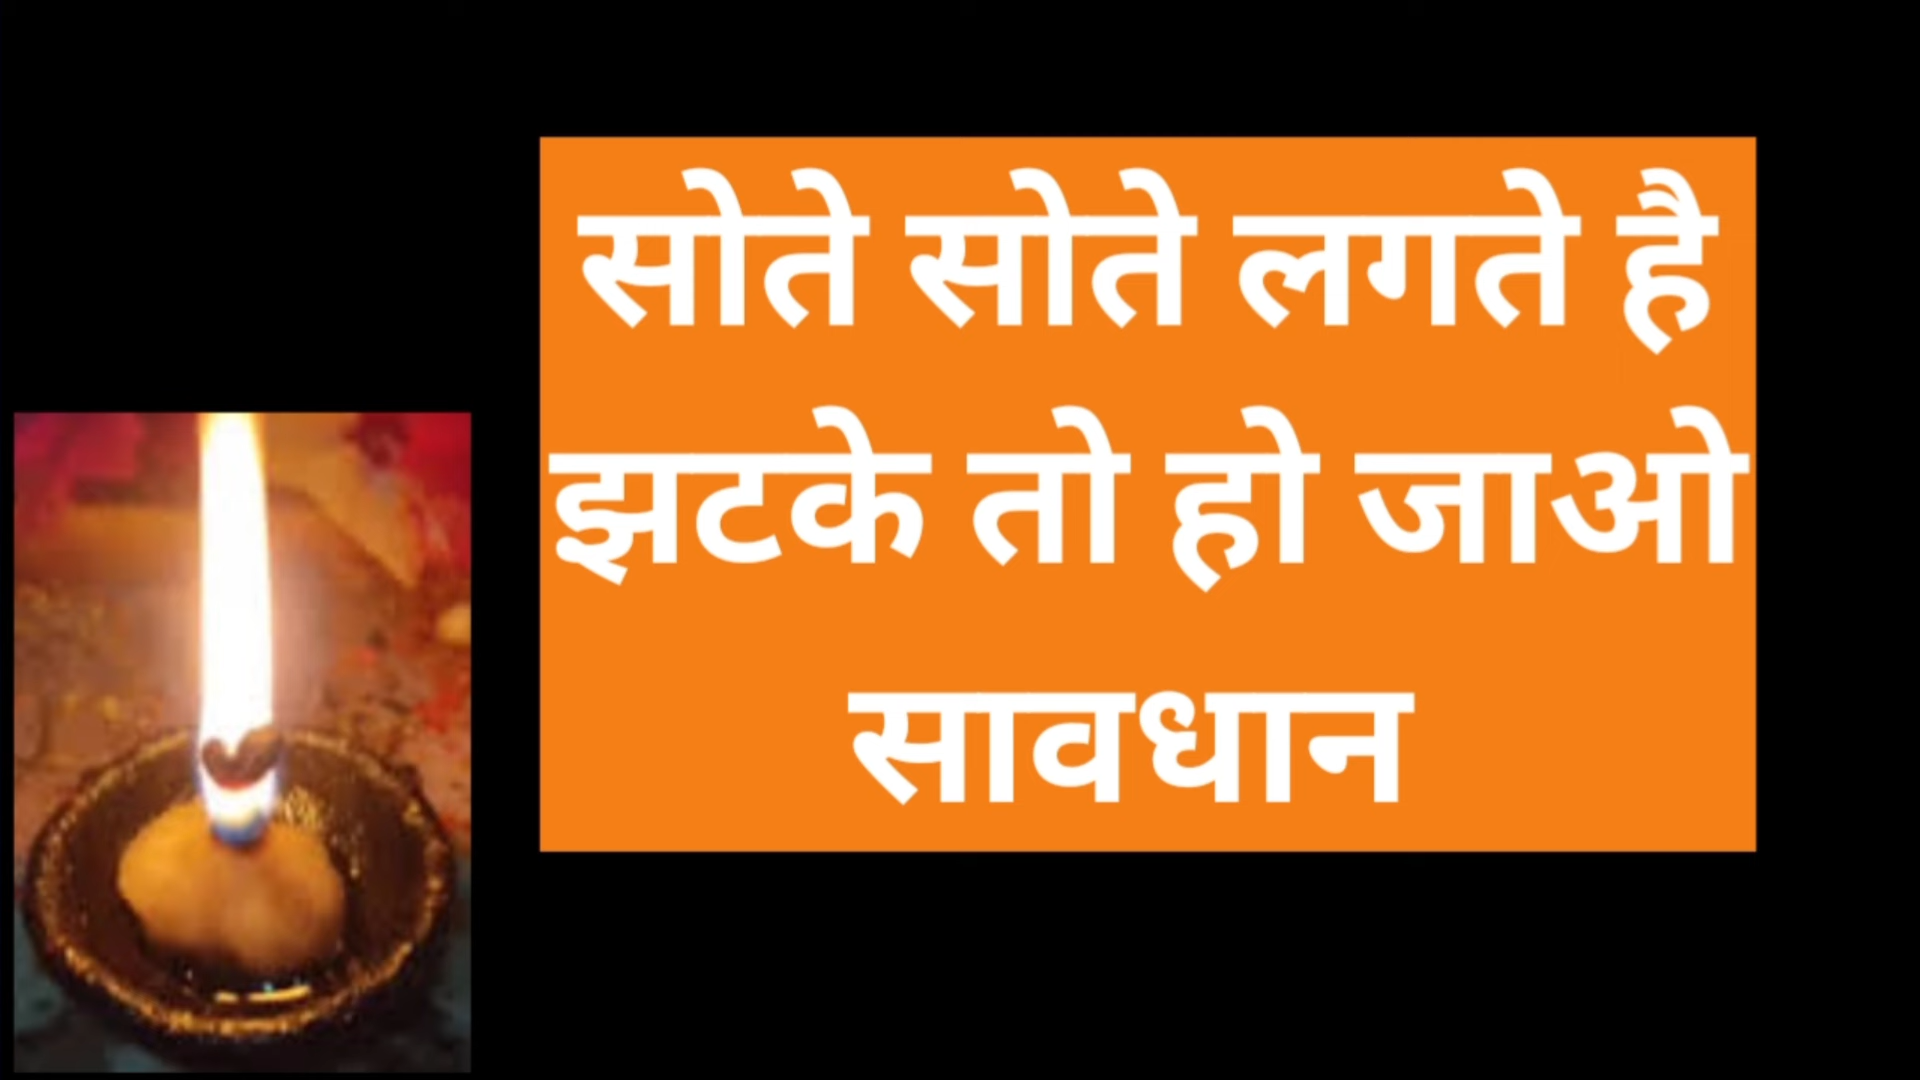 सोते सोते लगते है
झटके तो हो जाओ
सावधान